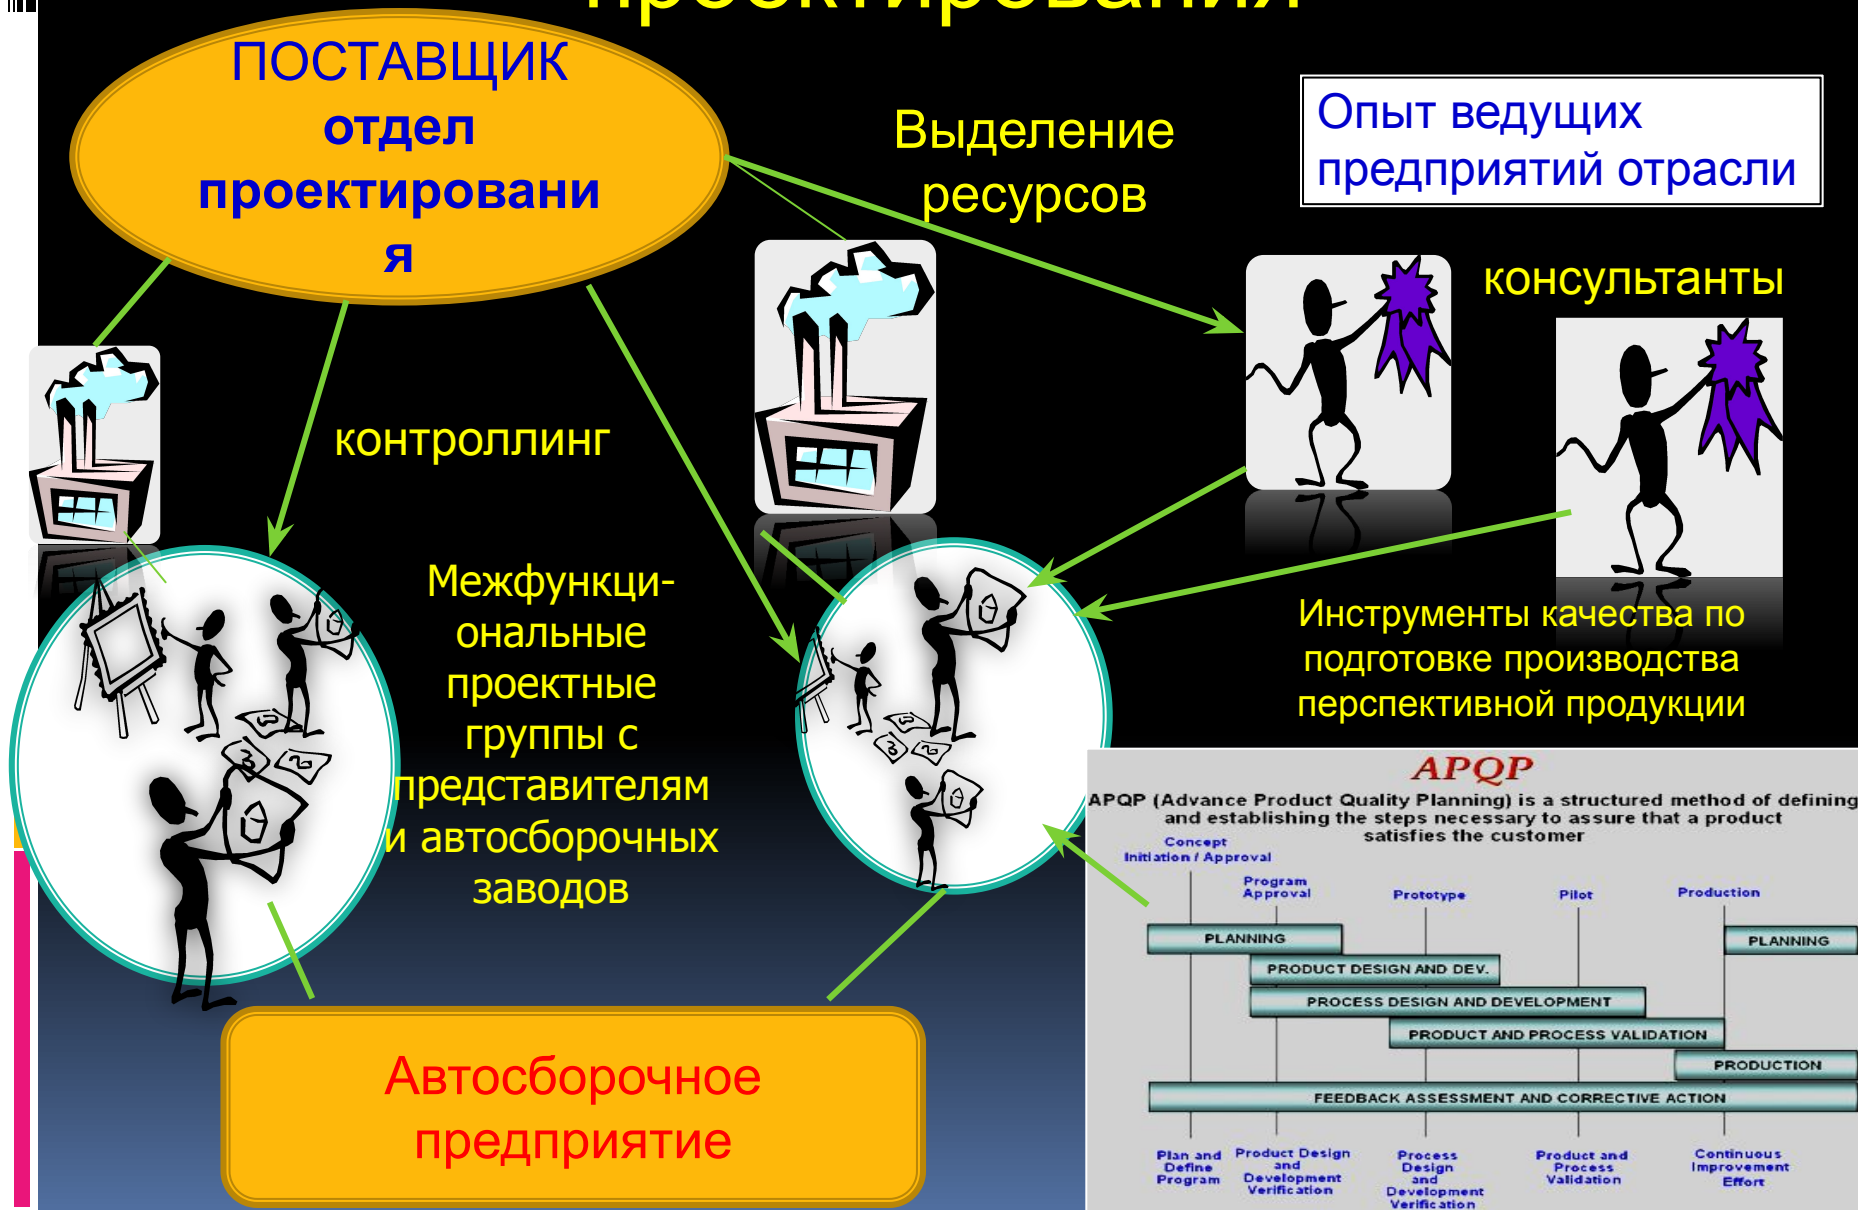 проектирования
ПОСТАВЩИК
отдел
проектировани
я
Выделение
ресурсов
Опыт ведущих
предприятий отрасли
консультанты
контроллинг
Межфункци-
ональные
проектные
группы с
представителям
и автосборочных
заводов
Инструменты качества по
подготовке производства
перспективной продукции
APQP
APQP (Advance Product Quality Planning) is a structured method of defining
and establishing the steps necessary to assure that a product
satisfies the customer
Concept
Initiation / Approval
Program
Approval
Prototype
Pilot
Production
PLANNING
PLANNING
PRODUCT DESIGN AND DEV.
PROCESS DESIGN AND DEVELOPMENT
PRODUCT AND PROCESS VALIDATION
PRODUCTION
FEEDBACK ASSESSMENT AND CORRECTIVE ACTION
Plan and
Define
Program
Product Design
and
Development
Verification
Process
Design
and
Development
Verification
Product and
Process
Validation
Continuous
Improvement
Effort
Автосборочное
предприятие